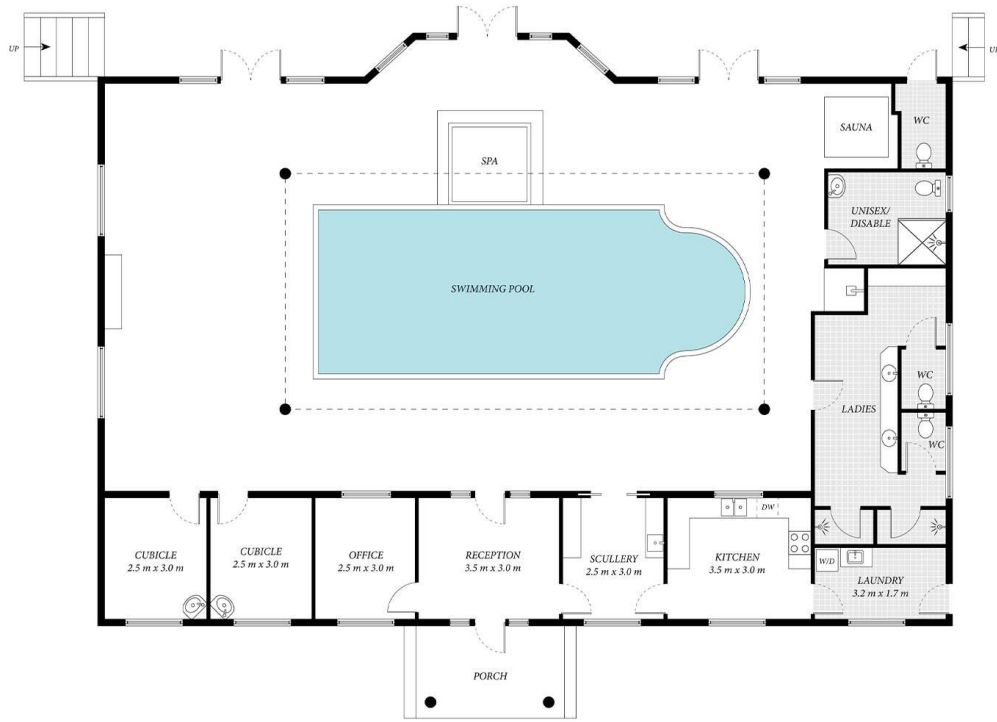 UP
UP
WC
SAUNA
SPA
UNISEX/
DISABLE
SWIMMING POOL
WC
LADIES
WC
DW
CUBICLE
2.5 m x 3.0 m
CUBICLE
2.5 m x 3.0 m
OFFICE
2.5 m x 3.0 m
RECEPTION
3.5 m x 3.0 m
SCULLERY
2.5 m x 3.0 m
KITCHEN
3.5 m x 3.0 m
W/D
LAUNDRY
3.2 m x 1.7 m
PORCH